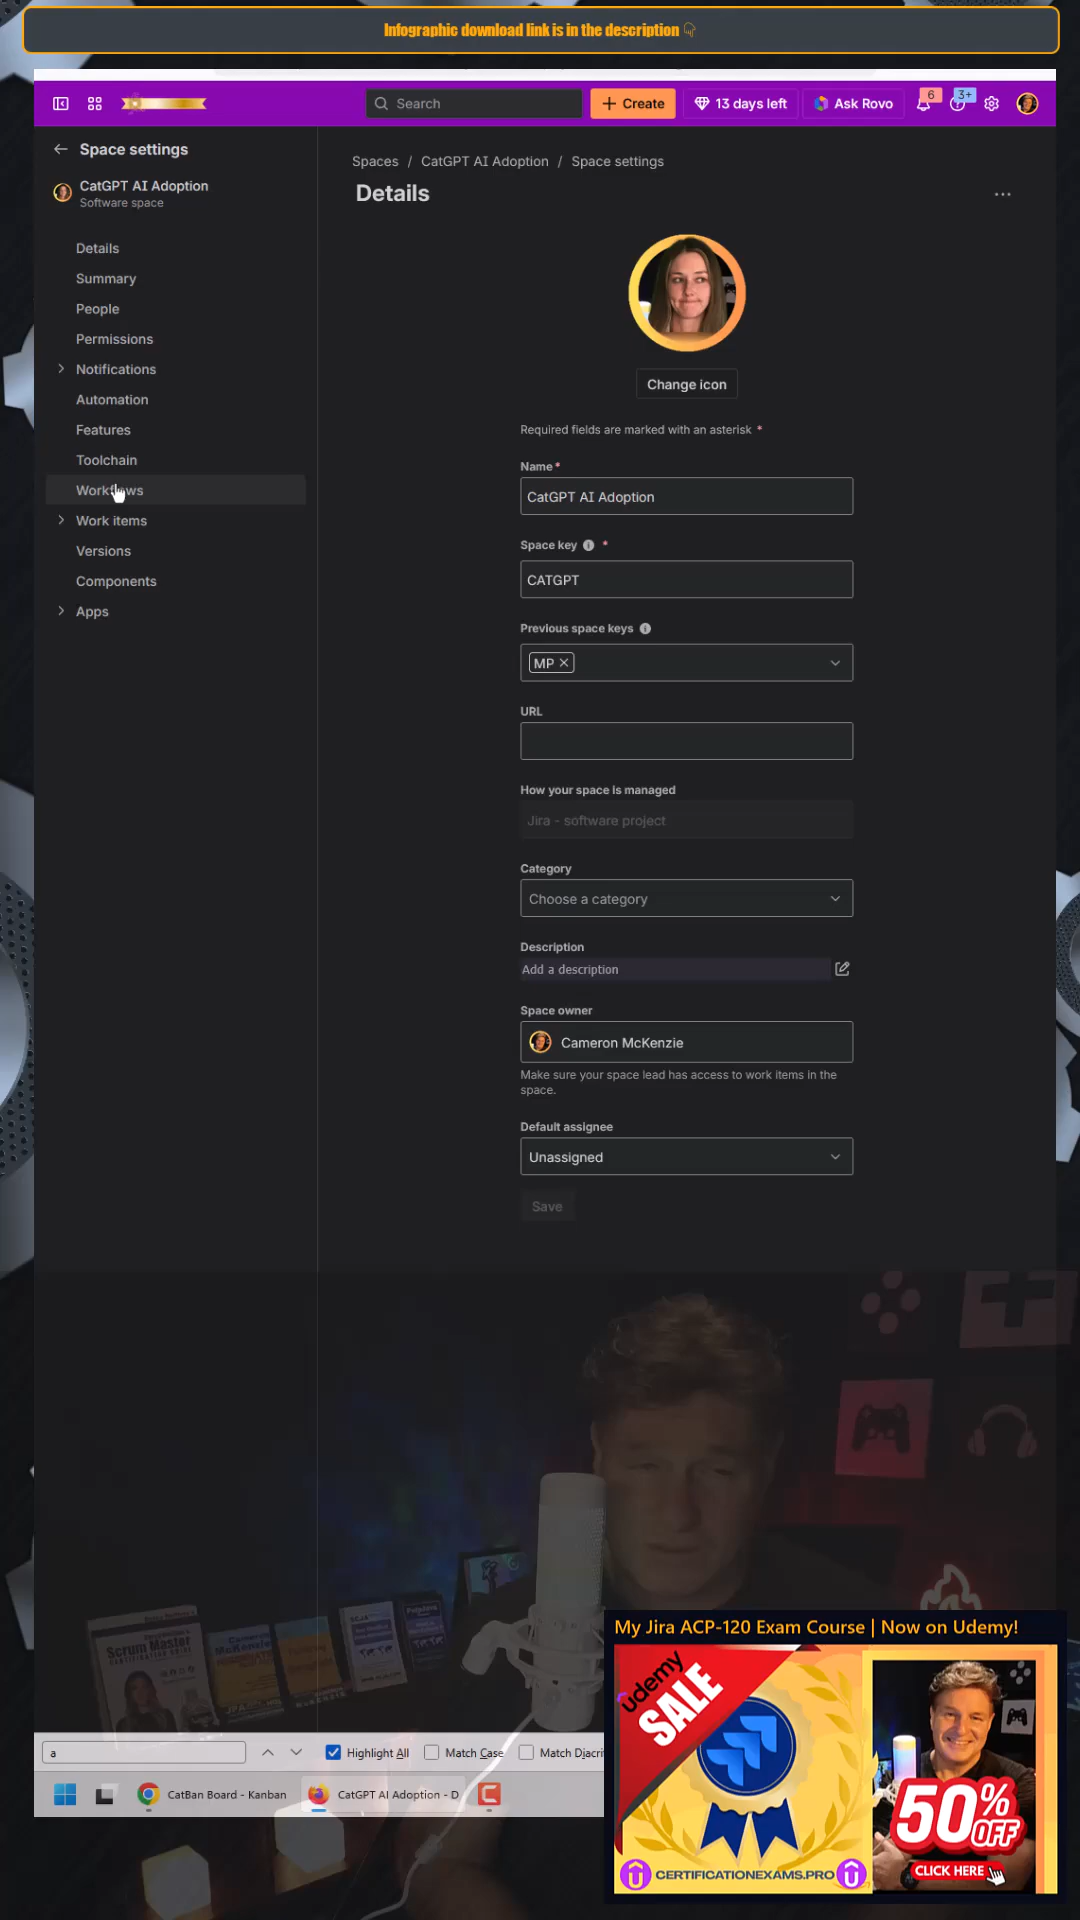 Infographic download link is in the description
Search
+ Create
13 days left
Ask Rovo
6
3+
Space settings
CatGPT AI Adoption
Software space
Details
Summary
People
Permissions
Notifications
Automation
Features
Toolchain
Workflows
Work items
Versions
Components
Apps
Spaces / CatGPT AI Adoption / Space settings
Details
Change icon
Required fields are marked with an asterisk *
Name *
CatGPT AI Adoption
Space key *
CATGPT
Previous space keys
MP
URL
How your space is managed
Jira - software project
Category
Choose a category
Description
Add a description
Space owner
Cameron McKenzie
Make sure your space lead has access to work items in the
space.
Default assignee
Unassigned
Save
Scrum Master
My Jira ACP-120 Exam Course | Now on Udemy!
udemy
SALE
50% OFF
CLICK HERE
CERTIFICATIONEXAMS.PRO
a
Highlight All
Match Case
Match Diacri
CatBan Board - Kanban
CatGPT AI Adoption - D